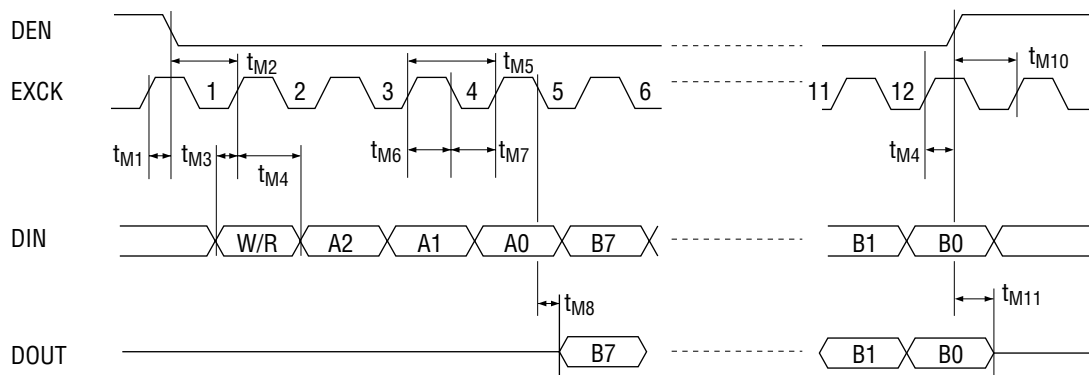 DEN
tM2 tM5 tM10
EXCK 1 2 3 4 5 6 11 12
tM1 tM3 tM4 tM6 tM7 tM4
DIN W/R A2 A1 A0 B7 B1 B0
tM8 tM11
DOUT B7 B1 B0